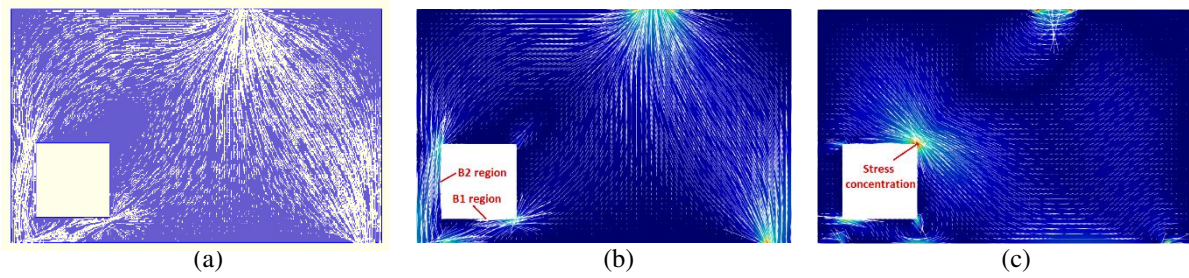 B2 region
B1 region
Stress
concentration
(a)
(b)
(c)